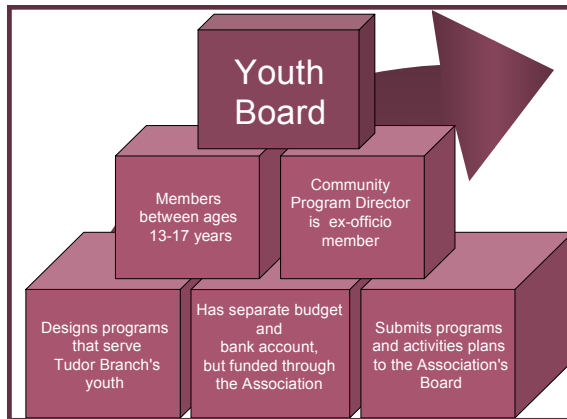 Youth
Board
Members
between ages
13-17 years
Community
Program Director
is ex-officio
member
Designs programs
that serve
Tudor Branch's
youth
Has separate budget
and
bank account,
but funded through
the Association
Submits programs
and activities plans
to the Association's
Board